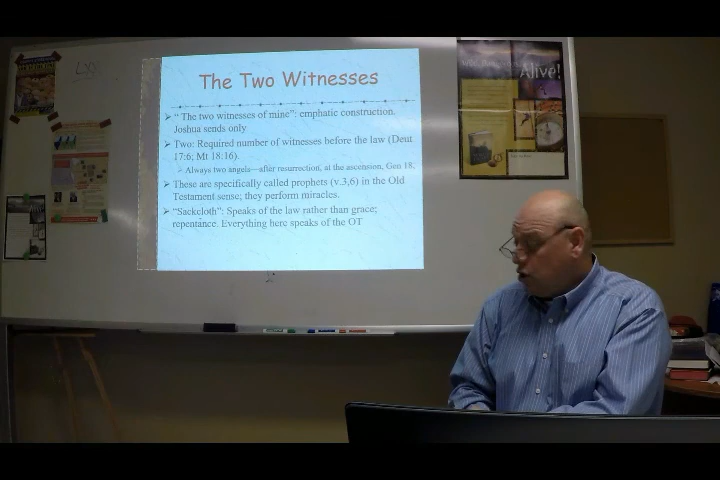 The Two Witnesses
➢ “ The two witnesses of mine”: emphatic construction.
Joshua sends only
➢ Two: Required number of witnesses before the law (Deut
17:6; Mt 18:16).
➢ Always two angels—after resurrection, at the ascension, Gen 18.
➢ These are specifically called prophets (v.3,6) in the Old
Testament sense; they perform miracles.
➢ “Sackcloth”: Speaks of the law rather than grace;
repentance. Everything here speaks of the OT
Alive!